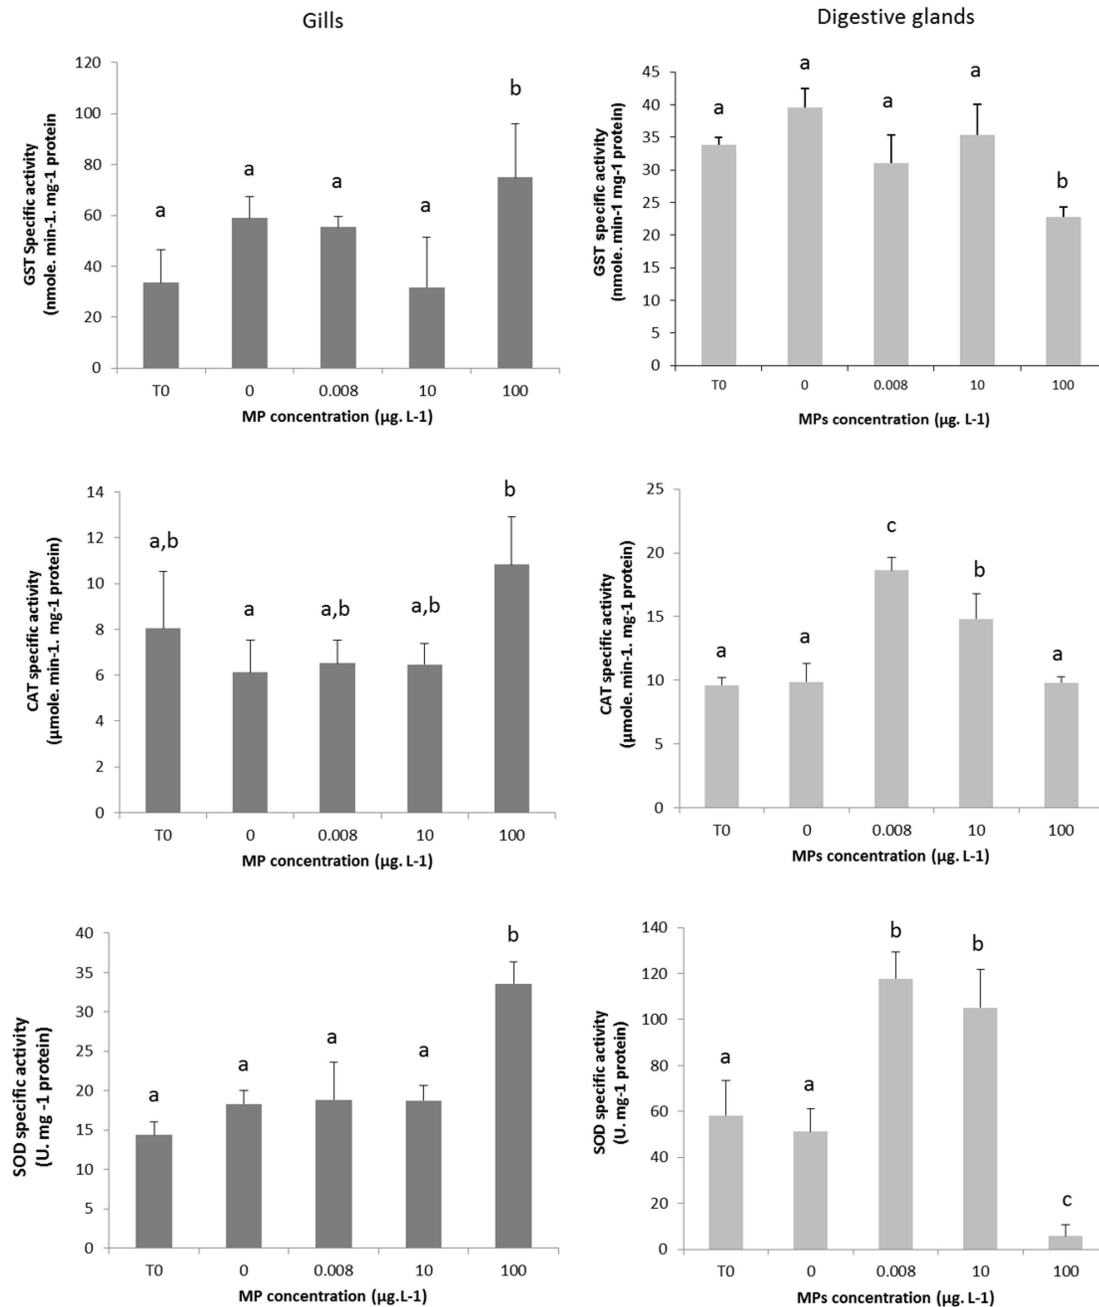 Gills
Digestive glands
120
100
80
60
40
20
0
GST Specific activity
(nmole. min-1. mg-1 protein
a
a
a
a
b
T0 0 0.008 10 100
MP concentration (µg. L-1)
45
40
35
30
25
20
15
10
5
0
GST specific activity
(nmole. min-1 mg-1 protein)
a
a
a
a
b
T0 0 0.008 10 100
MPs concentration (µg. L-1)
14
12
10
8
6
4
2
0
CAT specific activity
(µmole. min-1. mg-1 protein)
a,b
a
a,b
a,b
b
T0 0 0.008 10 100
MP concentration (µg. L-1)
25
20
15
10
5
0
CAT specific activity
(µmole. min-1. mg-1 protein)
a
a
c
b
a
T0 0 0.008 10 100
MPs concentration (µg. L-1)
40
35
30
25
20
15
10
5
0
SOD specific activity
(U. mg -1 protein)
a
a
a
a
b
T0 0 0.008 10 100
MP concentration (µg. L-1)
140
120
100
80
60
40
20
0
SOD specific activity
(U. mg-1 protein)
a
a
b
b
c
T0 0 0.008 10 100
MPs concentration (µg. L-1)